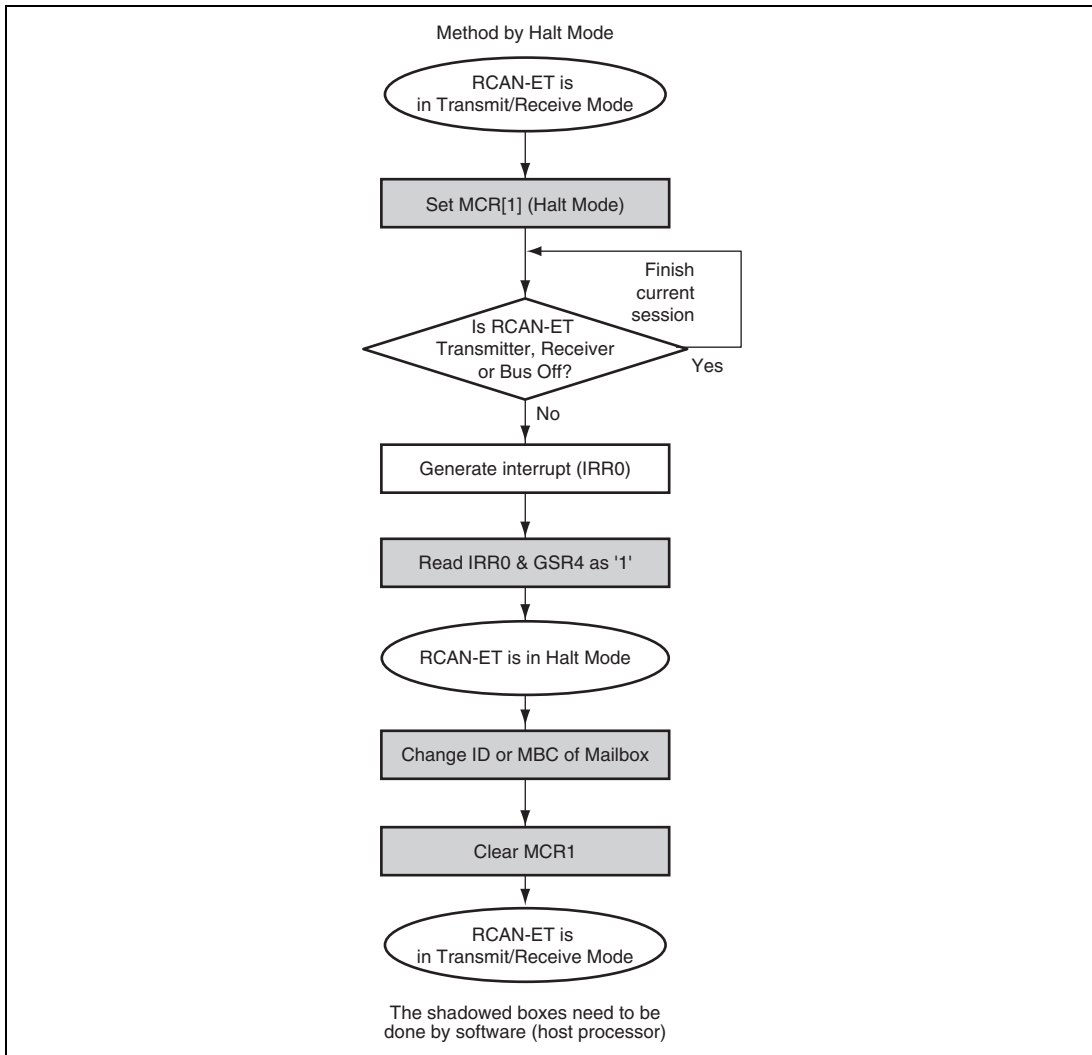 Method by Halt Mode
RCAN-ET is
in Transmit/Receive Mode
Set MCR[1] (Halt Mode)
Finish
current
session
Is RCAN-ET
Transmitter, Receiver
or Bus Off?
Yes
No
Generate interrupt (IRR0)
Read IRR0 & GSR4 as '1'
RCAN-ET is in Halt Mode
Change ID or MBC of Mailbox
Clear MCR1
RCAN-ET is
in Transmit/Receive Mode
The shadowed boxes need to be
done by software (host processor)